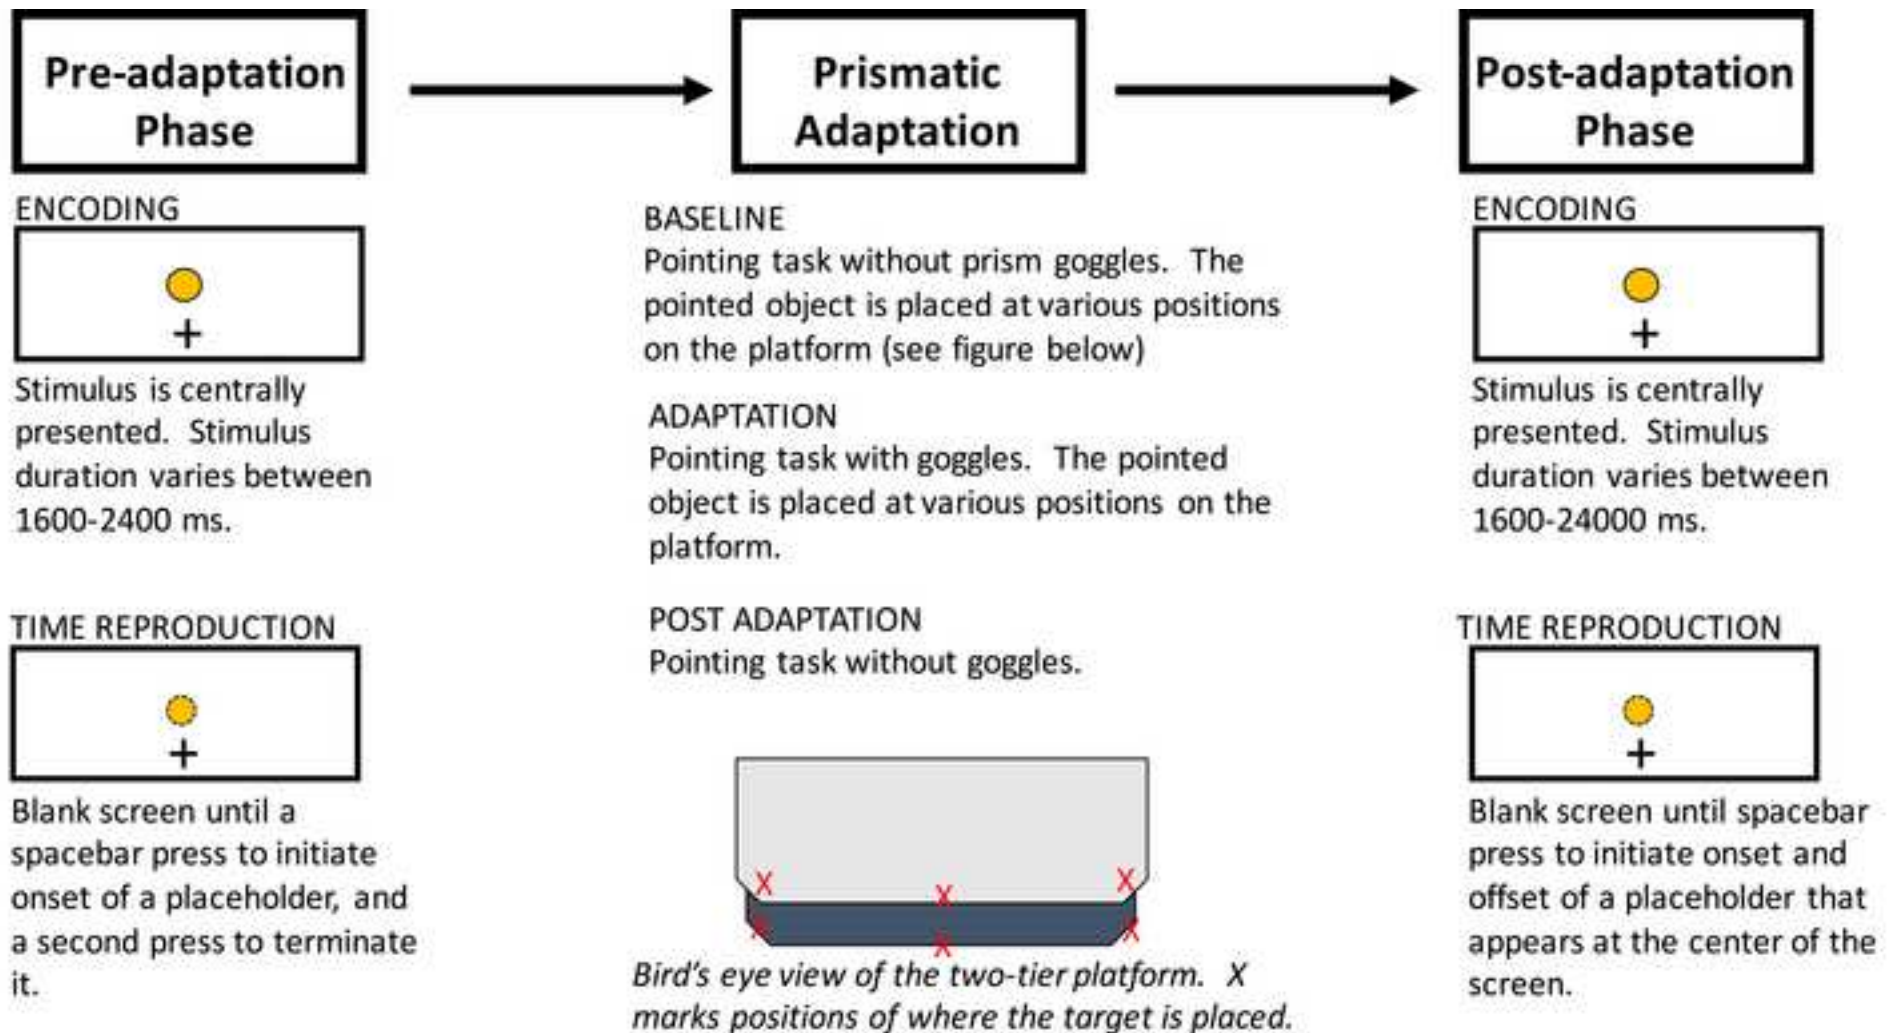 Pre-adaptation
Phase
ENCODING
+
Stimulus is centrally
presented. Stimulus
duration varies between
1600-2400 ms.
TIME REPRODUCTION
+
Blank screen until a
spacebar press to initiate
onset of a placeholder, and
a second press to terminate
it.
Prismatic
Adaptation
BASELINE
Pointing task without prism goggles. The
pointed object is placed at various positions
on the platform (see figure below)
ADAPTATION
Pointing task with goggles. The pointed
object is placed at various positions on the
platform.
POST ADAPTATION
Pointing task without goggles.
X X X
X X X
Bird's eye view of the two-tier platform. X
marks positions of where the target is placed.
Post-adaptation
Phase
ENCODING
+
Stimulus is centrally
presented. Stimulus
duration varies between
1600-24000 ms.
TIME REPRODUCTION
+
Blank screen until spacebar
press to initiate onset and
offset of a placeholder that
appears at the center of the
screen.